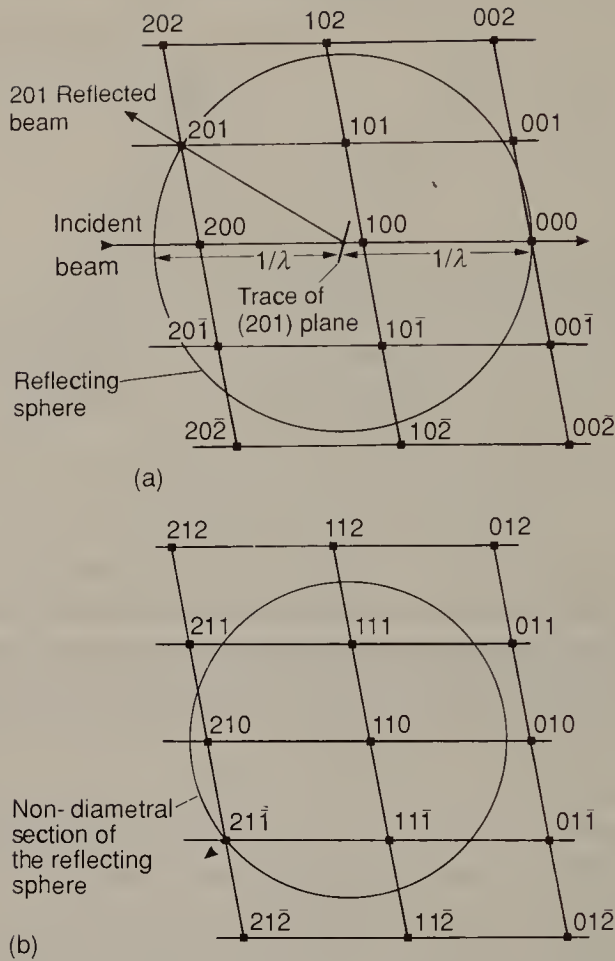 202 102 002
201 Reflected
beam
201 101 001
Incident
beam
200 100 000
1/λ 1/λ
Trace of
(201) plane
201̄ 101̄ 001̄
Reflecting
sphere
202̄ 102̄ 002̄
(a)
212 112 012
211 111 011
210 110 010
Non-diametral
section of
the reflecting
sphere
211̄ 111̄ 011̄
212̄ 112̄ 012̄
(b)